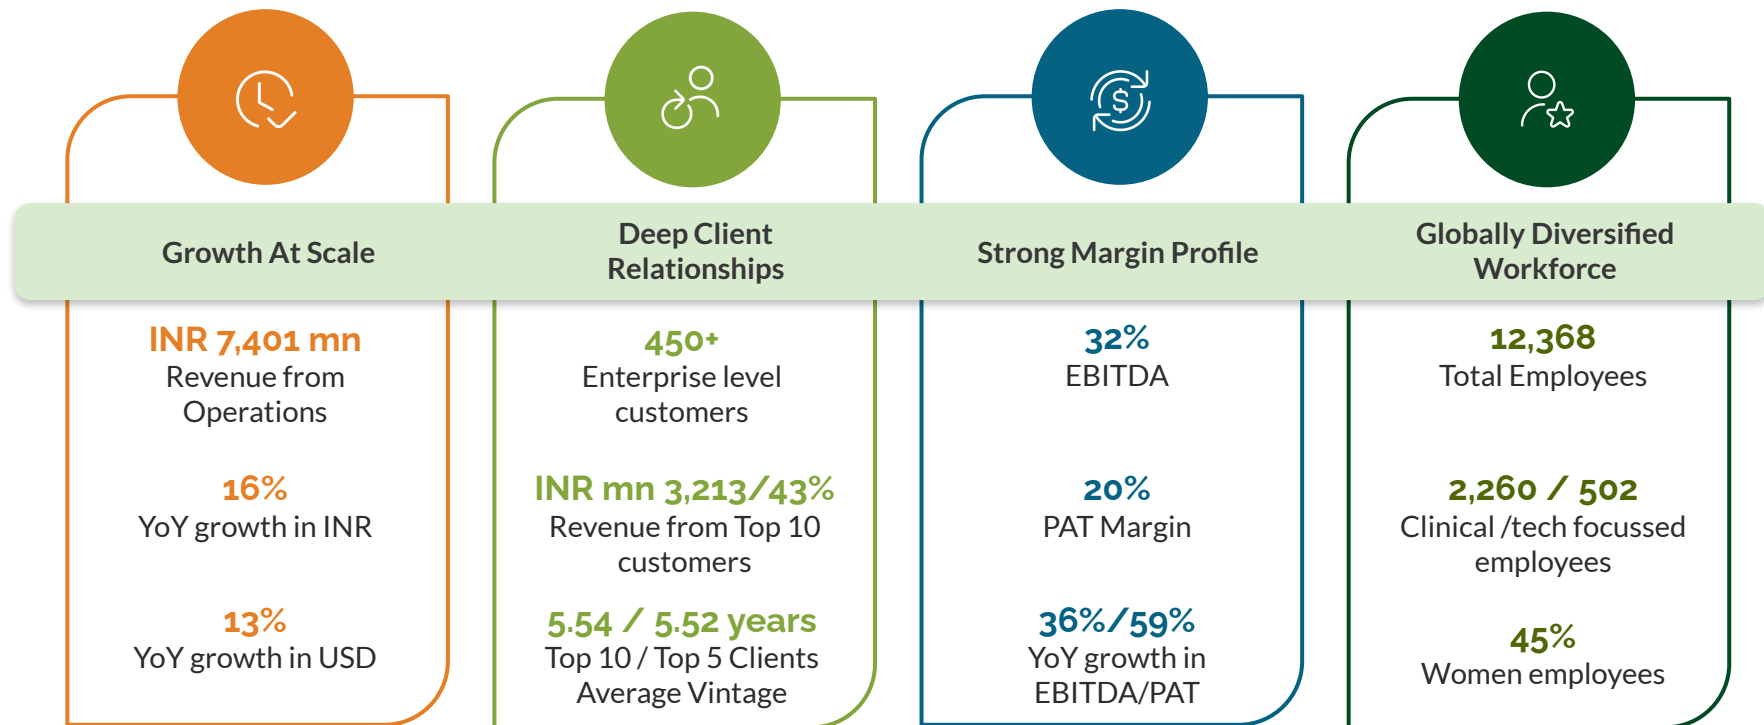 Growth At Scale
INR 7,401 mn
Revenue from
Operations
16%
YoY growth in INR
13%
YoY growth in USD
Deep Client
Relationships
450+
Enterprise level
customers
INR mn 3,213/43%
Revenue from Top 10
customers
5.54 / 5.52 years
Top 10 / Top 5 Clients
Average Vintage
$
Strong Margin Profile
32%
EBITDA
20%
PAT Margin
36%/59%
YoY growth in
EBITDA/PAT
Globally Diversified
Workforce
12,368
Total Employees
2,260 / 502
Clinical /tech focussed
employees
45%
Women employees